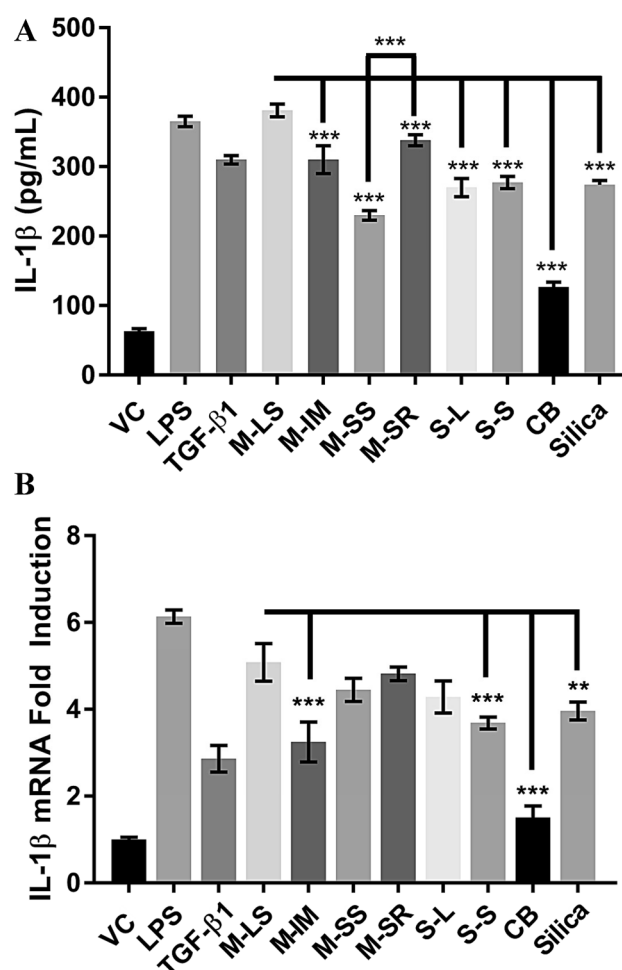 A
IL-1β (pg/mL)
500
400
300
200
100
0
***
***
***
***
***
***
***
***
VC
LPS
TGF-β1
M-LS
M-IM
M-SS
M-SR
S-L
S-S
CB
Silica
B
IL-1β mRNA Fold Induction
8
6
4
2
0
***
***
***
**
VC
LPS
TGF-β1
M-LS
M-IM
M-SS
M-SR
S-L
S-S
CB
Silica